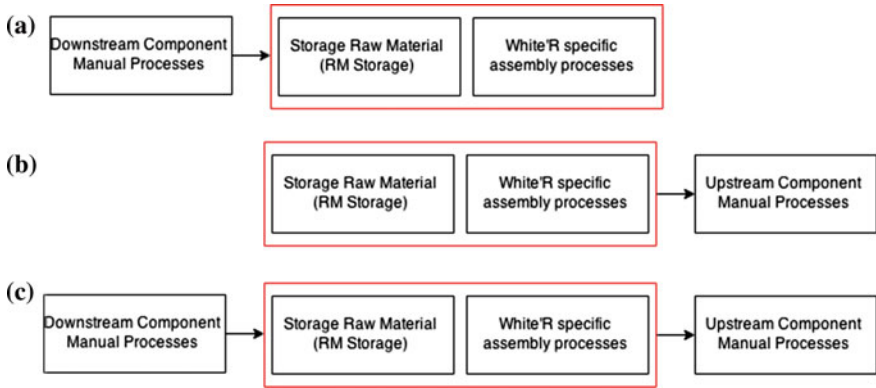 (a)
Downstream Component
Manual Processes
Storage Raw Material
(RM Storage)
White'R specific
assembly processes
(b)
Storage Raw Material
(RM Storage)
White'R specific
assembly processes
Upstream Component
Manual Processes
(c)
Downstream Component
Manual Processes
Storage Raw Material
(RM Storage)
White'R specific
assembly processes
Upstream Component
Manual Processes